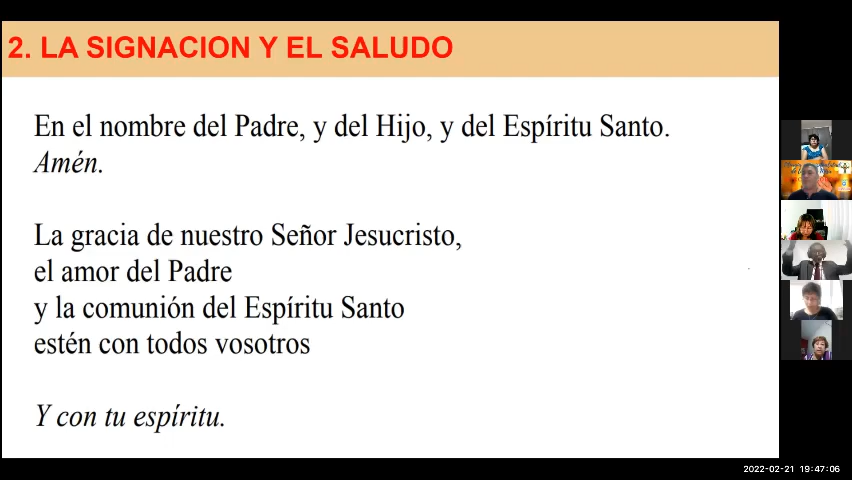 2. LA SIGNACION Y EL SALUDO
En el nombre del Padre, y del Hijo, y del Espíritu Santo.
Amén.
La gracia de nuestro Señor Jesucristo,
el amor del Padre
y la comunión del Espíritu Santo
estén con todos vosotros
Y con tu espíritu.
2022-02-21 19:47:06